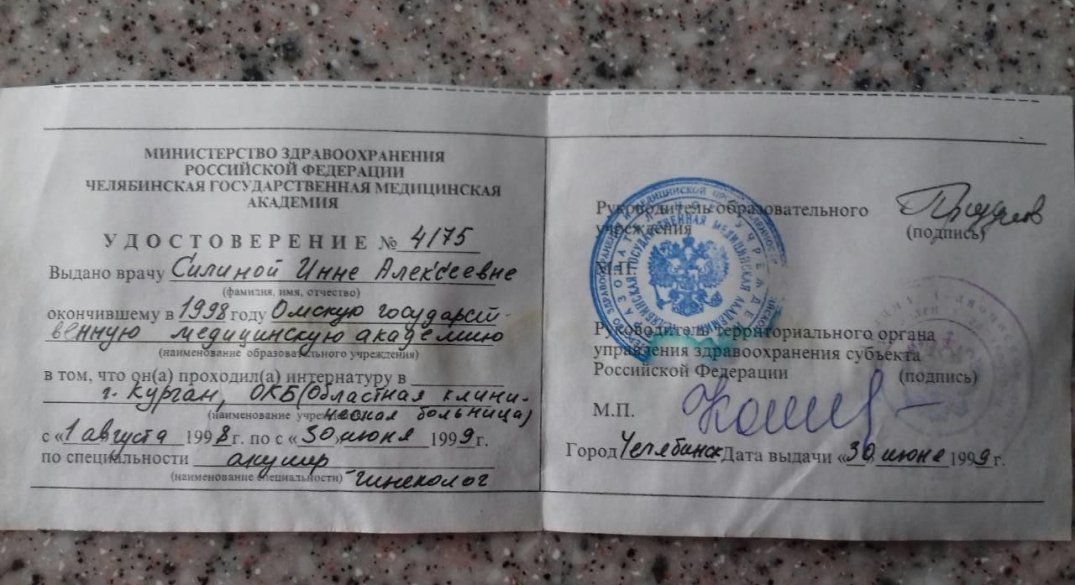 МИНИСТЕРСТВО ЗДРАВООХРАНЕНИЯ
РОССИЙСКОЙ ФЕДЕРАЦИИ
ЧЕЛЯБИНСКАЯ ГОСУДАРСТВЕННАЯ МЕДИЦИНСКАЯ
АКАДЕМИЯ
УДОСТОВЕРЕНИЕ № 4175
Выдано врачу Силиной Инне Алексеевне
(фамилия, имя, отчество)
окончившему в 1998 году Омскую государст-
венную медицинскую академию
(наименование образовательного учреждения)
в том, что он(а) проходил(а) интернатуру в
г. Курган, ОКБ (Областная клини-
ческая больница)
(наименование учреж
с «1 августа 1998 г. по с «30» июня 1999 г.
по специальности акушер
(наименование специальности) -гинеколог
Руководитель образовательного
учреждения
(подпись)
М.П.
Руководитель территориального органа
управления здравоохранения субъекта
Российской Федерации (подпись)
М.П.
Город Челябинск Дата выдачи «30» июня 1999 г.